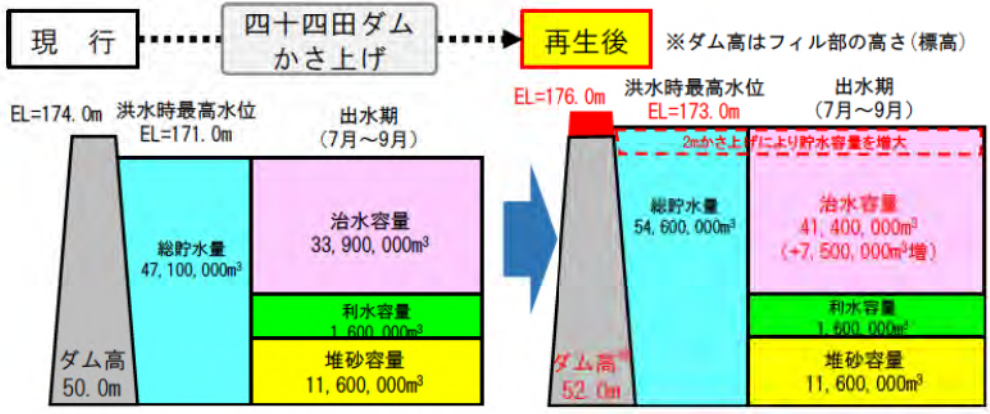 現 行
四十四田ダム
かさ上げ
再生後
※ダム高はフィル部の高さ(標高)
EL=174.0m
洪水時最高水位
EL=171.0m
出水期
(7月～9月)
総貯水量
47,100,000m³
治水容量
33,900,000m³
利水容量
1,600,000m³
堆砂容量
11,600,000m³
ダム高
50.0m
EL=176.0m
洪水時最高水位
EL=173.0m
出水期
(7月～9月)
2mかさ上げにより貯水容量を増大
総貯水量
54,600,000m³
治水容量
41,400,000m³
(+7,500,000m³増)
利水容量
1,600,000m³
堆砂容量
11,600,000m³
ダム高※
52.0m